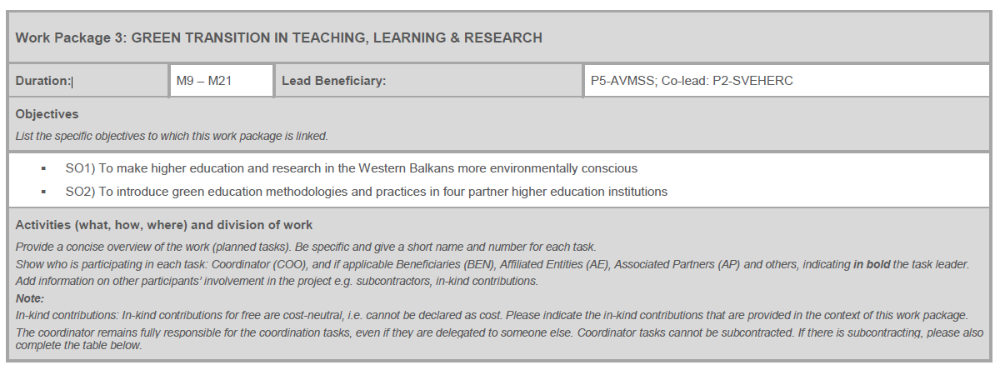 Work Package 3: GREEN TRANSITION IN TEACHING, LEARNING & RESEARCH
Duration: M9 – M21 Lead Beneficiary: P5-AVMSS; Co-lead: P2-SVEHERC
Objectives
List the specific objectives to which this work package is linked.
▪ SO1) To make higher education and research in the Western Balkans more environmentally conscious
▪ SO2) To introduce green education methodologies and practices in four partner higher education institutions
Activities (what, how, where) and division of work
Provide a concise overview of the work (planned tasks). Be specific and give a short name and number for each task.
Show who is participating in each task: Coordinator (COO), and if applicable Beneficiaries (BEN), Affiliated Entities (AE), Associated Partners (AP) and others, indicating in bold the task leader.
Add information on other participants' involvement in the project e.g. subcontractors, in-kind contributions.
Note:
In-kind contributions: In-kind contributions for free are cost-neutral, i.e. cannot be declared as cost. Please indicate the in-kind contributions that are provided in the context of this work package.
The coordinator remains fully responsible for the coordination tasks, even if they are delegated to someone else. Coordinator tasks cannot be subcontracted. If there is subcontracting, please also
complete the table below.